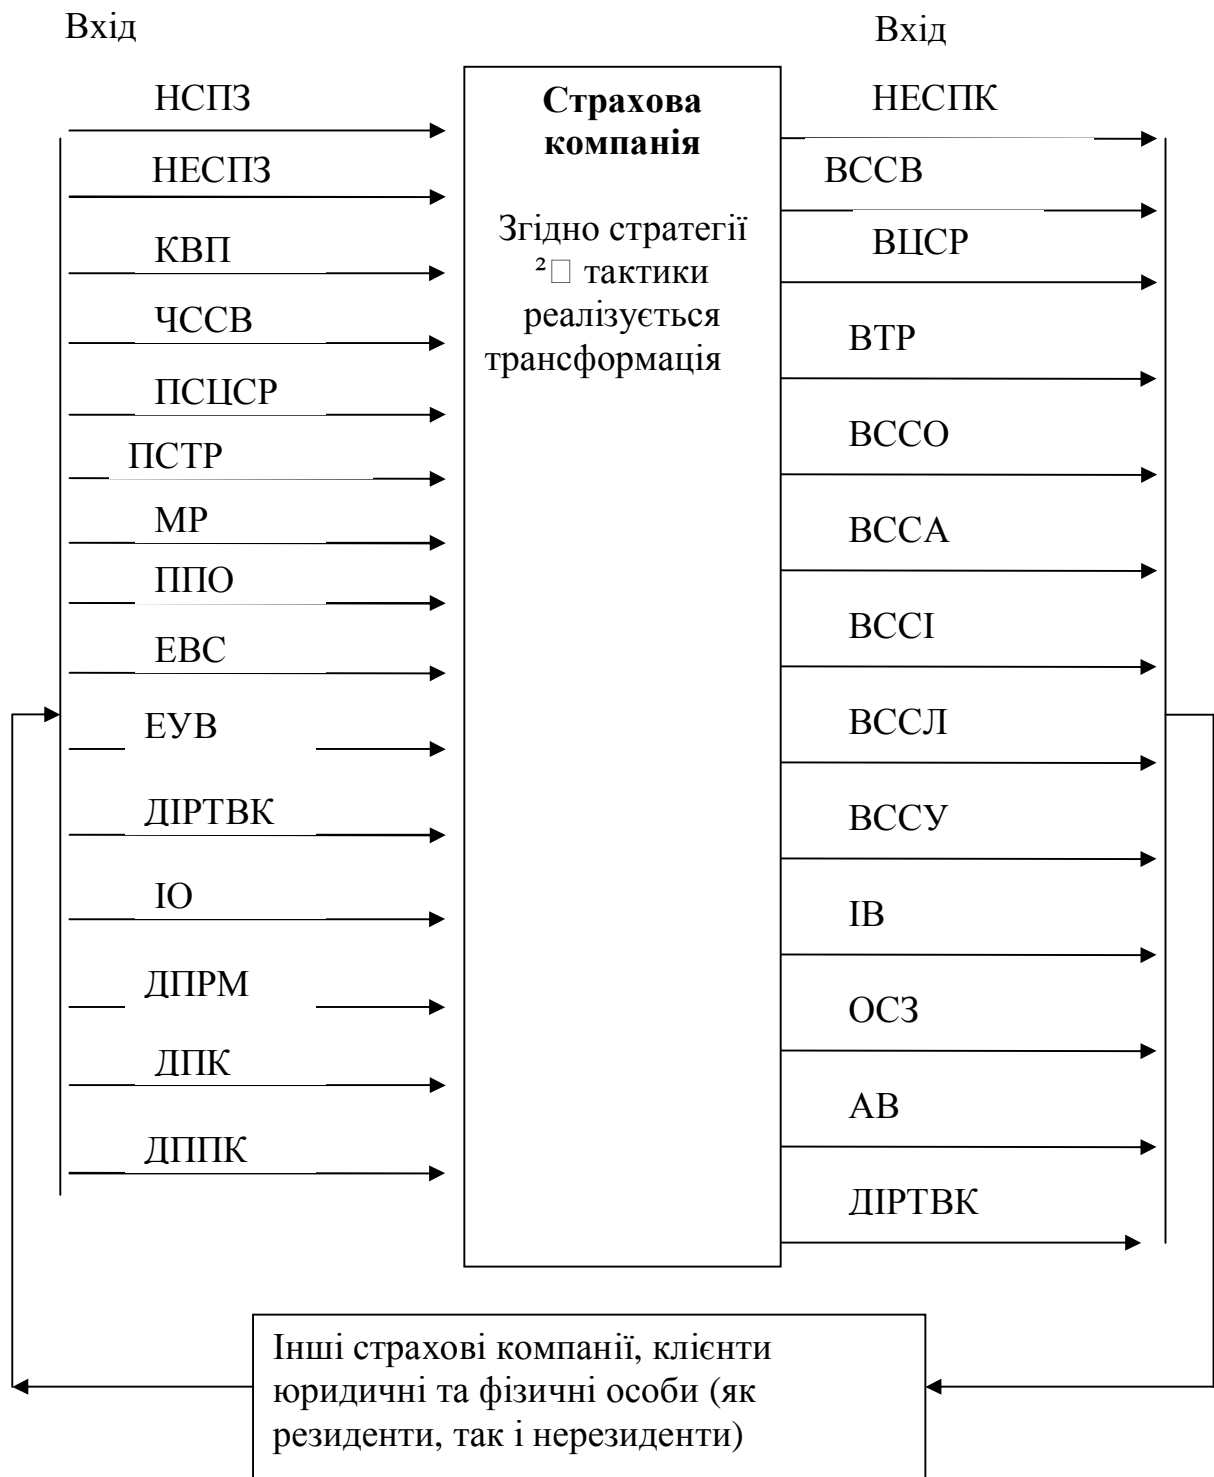 Вхід
НСПЗ
НЕСПЗ
КВП
ЧССВ
ПСЦСР
ПСТР
МР
ППО
ЕВС
ЕУВ
ДІРТВК
ІО
ДПРМ
ДПК
ДППК
Страхова
компанія
Згідно стратегії
²□ тактики
реалізується
трансформація
Вхід
НЕСПК
ВССВ
ВЦСР
ВТР
ВССО
ВССА
ВССІ
ВССЛ
ВССУ
ІВ
ОСЗ
АВ
ДІРТВК
Інші страхові компанії, клієнти
юридичні та фізичні особи (як
резиденти, так і нерезиденти)